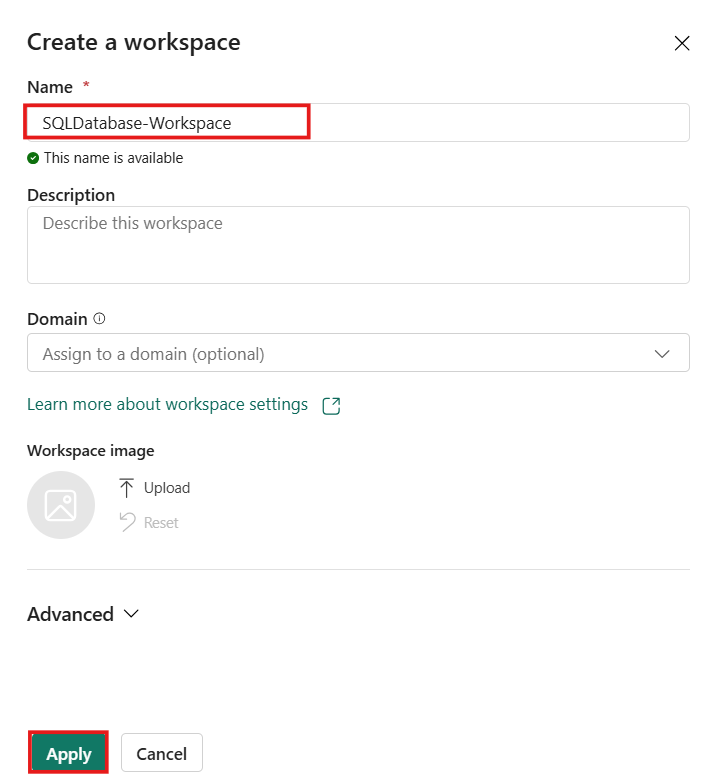 Create a workspace
Name *
SQLDatabase-Workspace
This name is available
Description
Describe this workspace
Domain
Assign to a domain (optional)
Learn more about workspace settings
Workspace image
Upload
Reset
Advanced
Apply Cancel